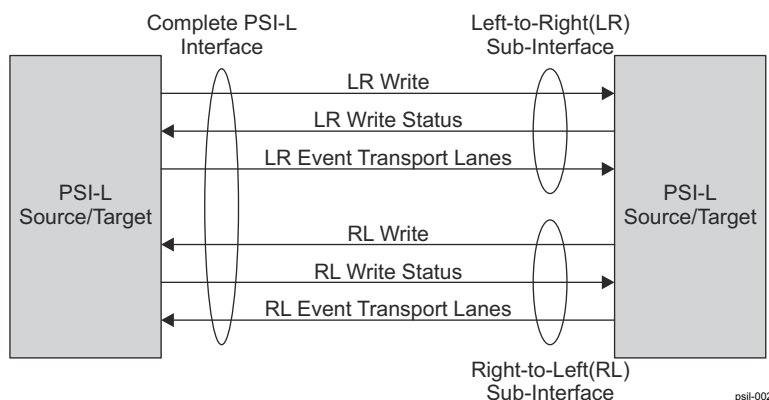 Complete PSI-L
Interface
Left-to-Right(LR)
Sub-Interface
LR Write
LR Write Status
LR Event Transport Lanes
PSI-L
Source/Target
PSI-L
Source/Target
RL Write
RL Write Status
RL Event Transport Lanes
Right-to-Left(RL)
Sub-Interface
psil-002